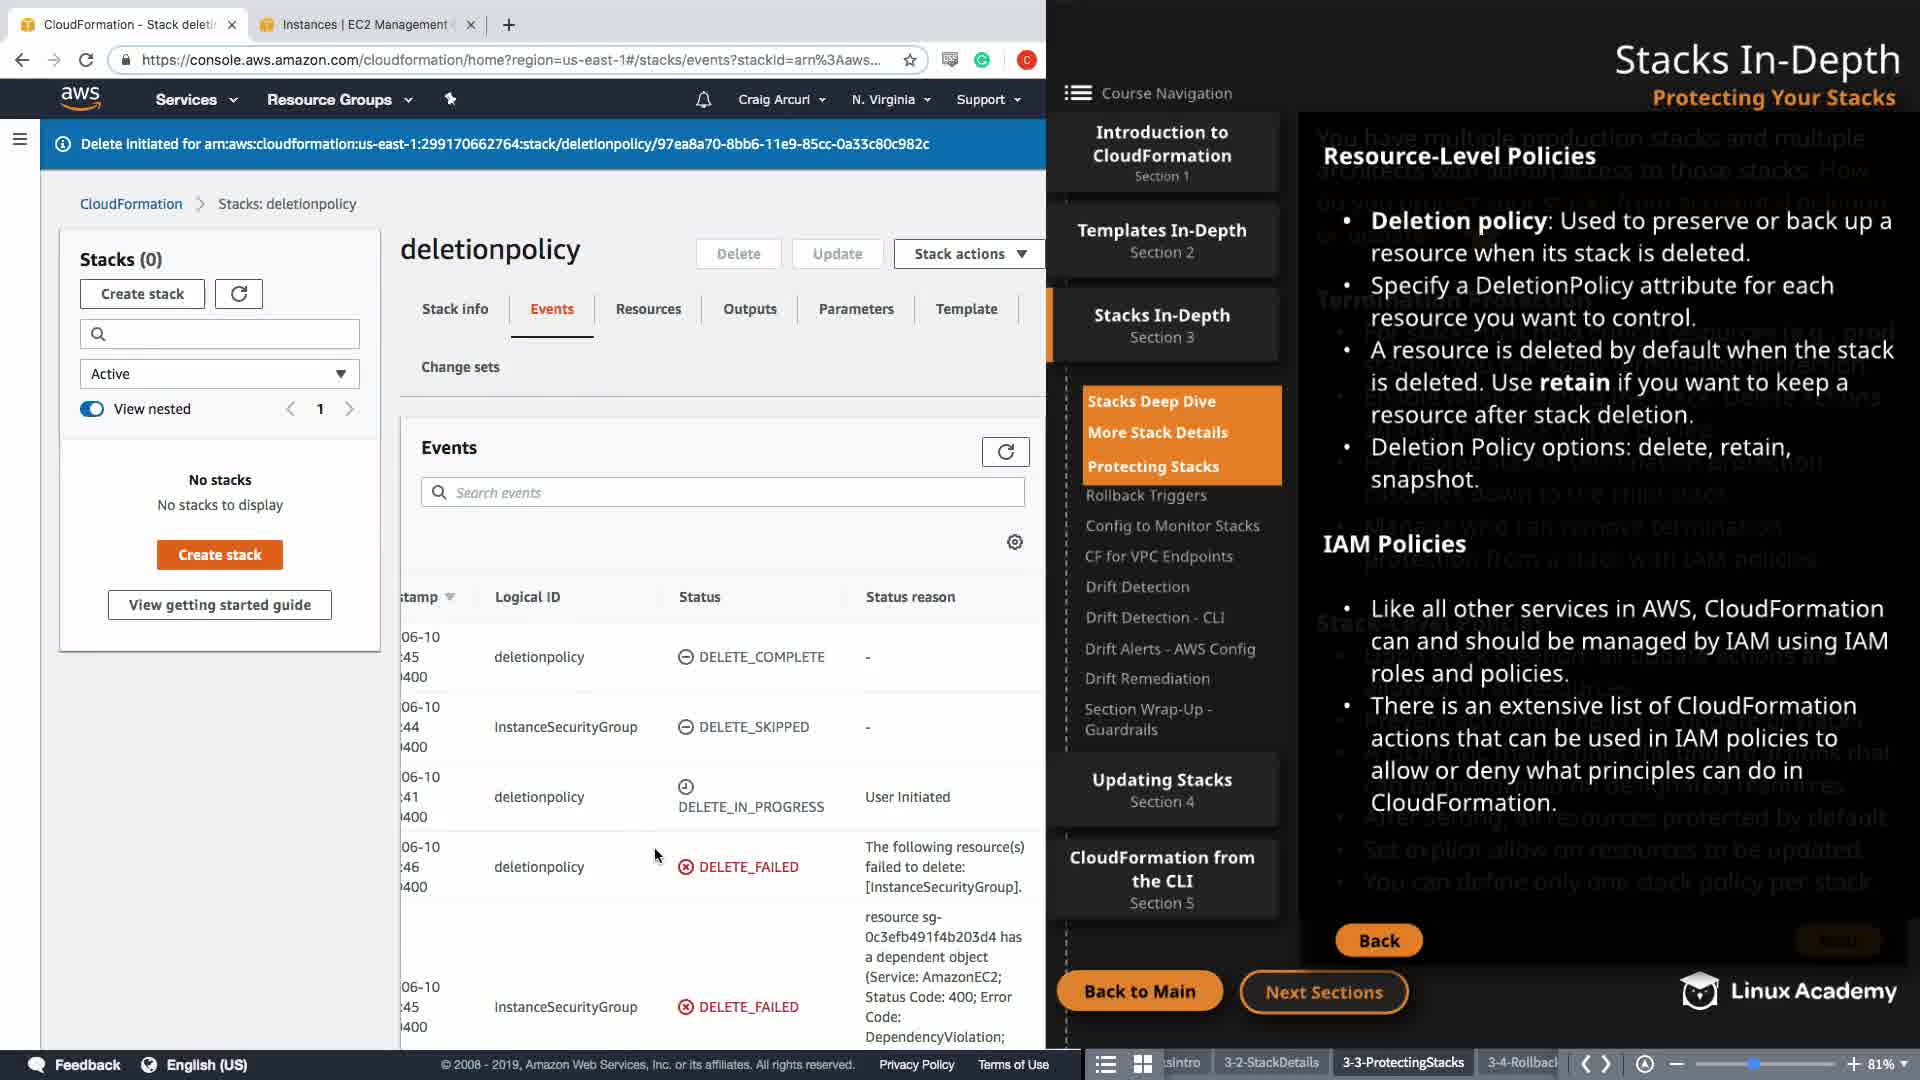 CloudFormation - Stack deleti
Instances | EC2 Management
https://console.aws.amazon.com/cloudformation/home?region=us-east-1#/stacks/events?stackId=arn%3Aaws...
C
aws
Services
Resource Groups
Craig Arcuri
N. Virginia
Support
Delete initiated for arn:aws:cloudformation:us-east-1:299170662764:stack/deletionpolicy/97ea8a70-8bb6-11e9-85cc-0a33c80c982c
CloudFormation
Stacks: deletionpolicy
Stacks (0)
Create stack
Active
View nested
1
No stacks
No stacks to display
Create stack
View getting started guide
deletionpolicy
Delete
Update
Stack actions
Stack info
Events
Resources
Outputs
Parameters
Template
Change sets
Events
Search events
stamp
Logical ID
Status
Status reason
06-10
:45
0400
deletionpolicy
DELETE_COMPLETE
-
06-10
:44
0400
InstanceSecurityGroup
DELETE_SKIPPED
-
06-10
:41
0400
deletionpolicy
DELETE_IN_PROGRESS
User Initiated
06-10
:46
0400
deletionpolicy
DELETE_FAILED
The following resource(s)
failed to delete:
[InstanceSecurityGroup].
06-10
:45
0400
InstanceSecurityGroup
DELETE_FAILED
resource sg-
0c3efb491f4b203d4 has
a dependent object
(Service: AmazonEC2;
Status Code: 400; Error
Code:
DependencyViolation;
Feedback
English (US)
© 2008 - 2019, Amazon Web Services, Inc. or its affiliates. All rights reserved.
Privacy Policy
Terms of Use
Stacks In-Depth
Protecting Your Stacks
Course Navigation
Introduction to
CloudFormation
Section 1
Templates In-Depth
Section 2
Stacks In-Depth
Section 3
Stacks Deep Dive
More Stack Details
Protecting Stacks
Rollback Triggers
Config to Monitor Stacks
CF for VPC Endpoints
Drift Detection
Drift Detection - CLI
Drift Alerts - AWS Config
Drift Remediation
Section Wrap-Up -
Guardrails
Updating Stacks
Section 4
CloudFormation from
the CLI
Section 5
Resource-Level Policies
• Deletion policy: Used to preserve or back up a
resource when its stack is deleted.
• Specify a DeletionPolicy attribute for each
resource you want to control.
• A resource is deleted by default when the stack
is deleted. Use retain if you want to keep a
resource after stack deletion.
• Deletion Policy options: delete, retain,
snapshot.
IAM Policies
• Like all other services in AWS, CloudFormation
can and should be managed by IAM using IAM
roles and policies.
• There is an extensive list of CloudFormation
actions that can be used in IAM policies to
allow or deny what principles can do in
CloudFormation.
Back
Back to Main
Next Sections
Linux Academy
sIntro
3-2-StackDetails
3-3-ProtectingStacks
3-4-Rollback
81%